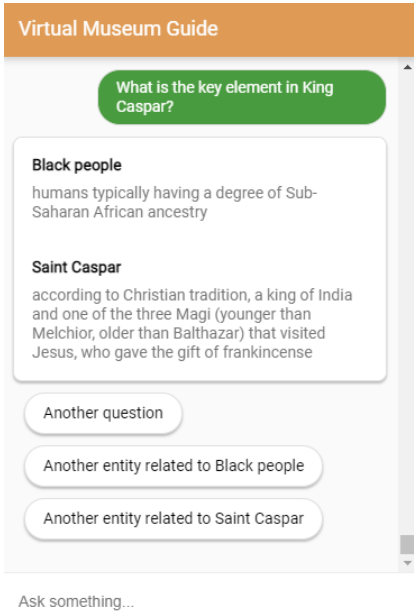 Virtual Museum Guide
What is the key element in King
Caspar?
Black people
humans typically having a degree of Sub-
Saharan African ancestry
Saint Caspar
according to Christian tradition, a king of India
and one of the three Magi (younger than
Melchior, older than Balthazar) that visited
Jesus, who gave the gift of frankincense
Another question
Another entity related to Black people
Another entity related to Saint Caspar
Ask something...